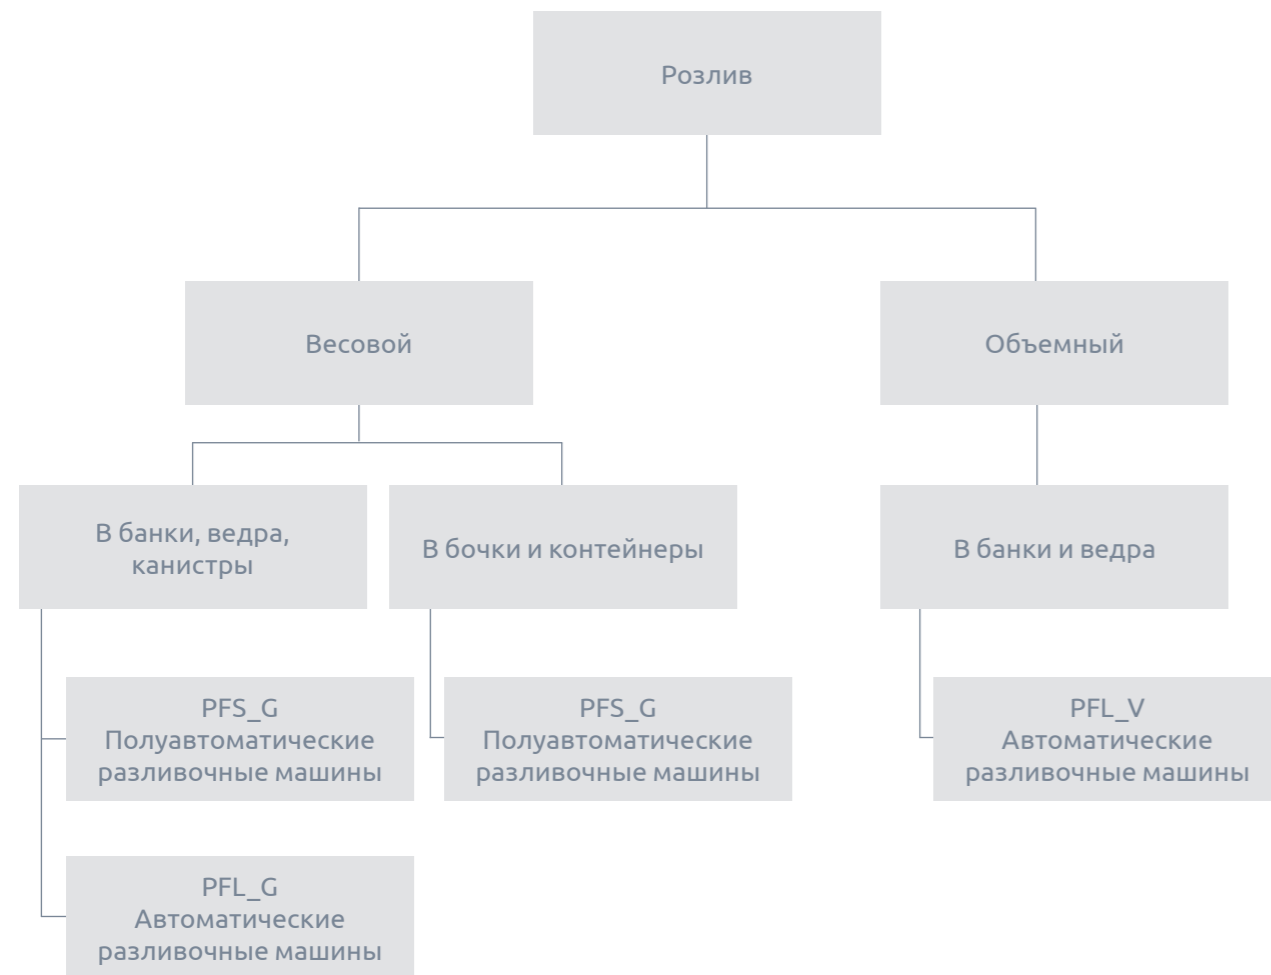 Розлив
Весовой
Объемный
В банки, ведра,
канистры
В бочки и контейнеры
В банки и ведра
PFS_G
Полуавтоматические
разливочные машины
PFS_G
Полуавтоматические
разливочные машины
PFL_V
Автоматические
разливочные машины
PFL_G
Автоматические
разливочные машины